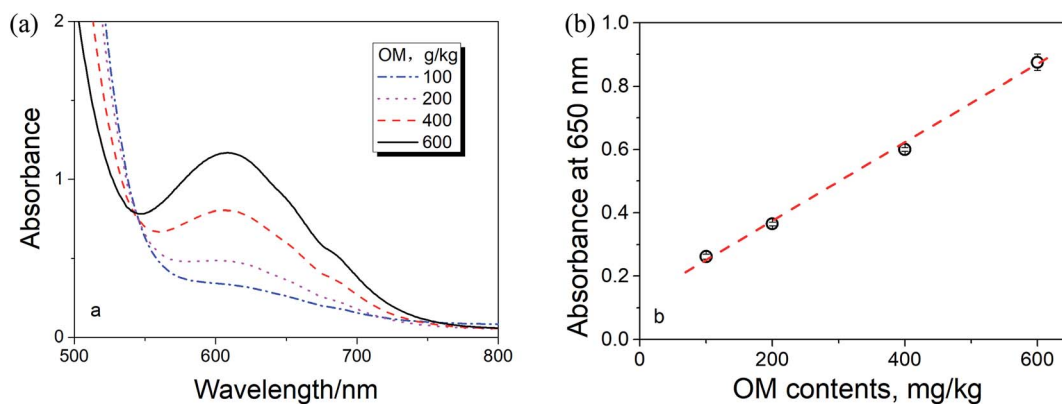 (a)
2
1
0
Absorbance
OM, g/kg
100
200
400
600
a
500
600
700
800
Wavelength/nm
(b)
1.0
0.8
0.6
0.4
0.2
0.0
Absorbance at 650 nm
b
0
200
400
600
OM contents, mg/kg